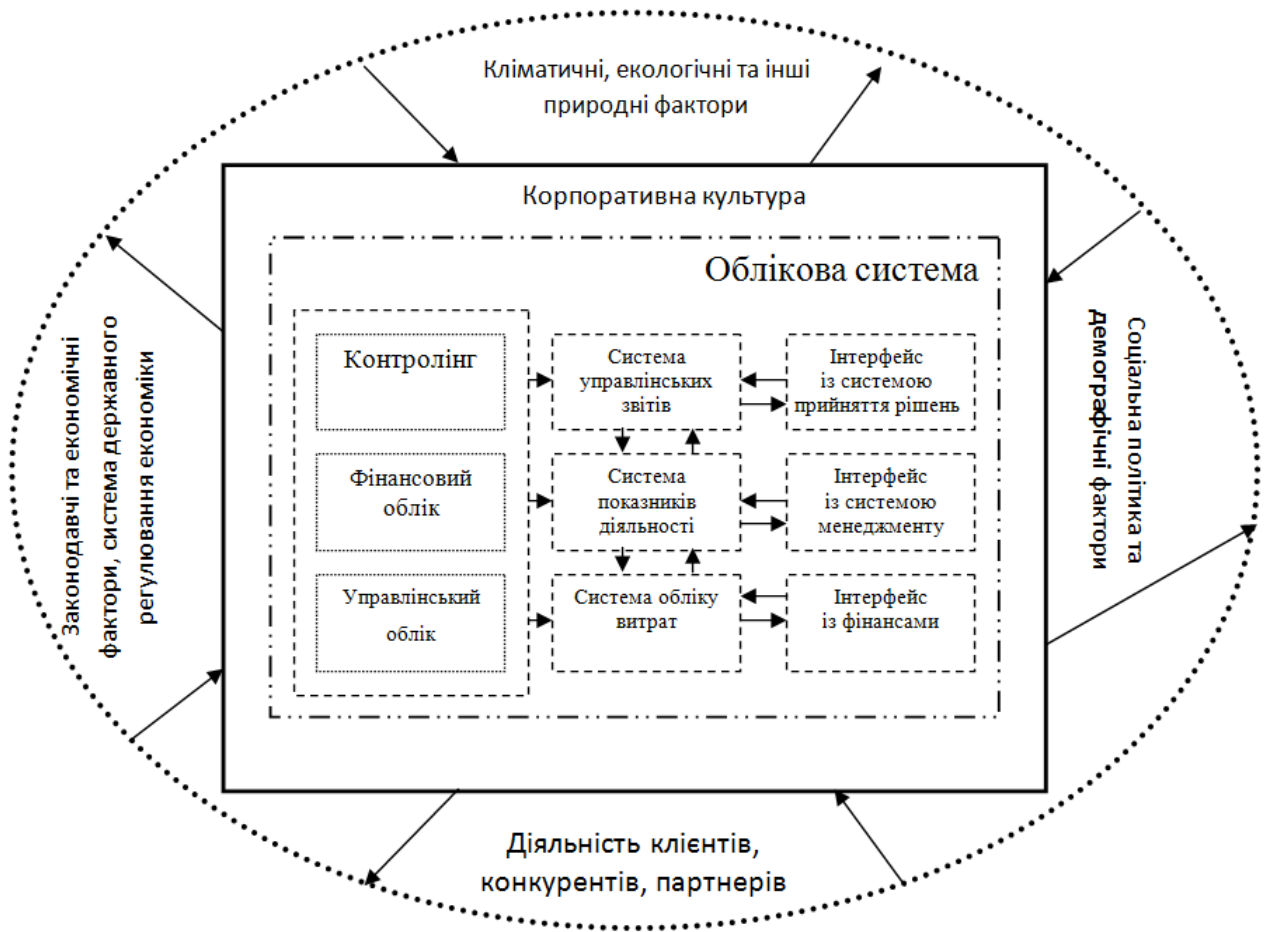 Кліматичні, екологічні та інші
природні фактори
Корпоративна культура
Облікова система
Контролінг
Система
управлінських
звітів
Інтерфейс
із системою
прийняття рішень
Фінансовий
облік
Система
показників
діяльності
Інтерфейс
із системою
менеджменту
Управлінський
облік
Система обліку
витрат
Інтерфейс
із фінансами
Законодавчі та економічні
фактори, система державного
регулювання економіки
Соціальна політика та
демографічні фактори
Діяльність клієнтів,
конкурентів, партнерів